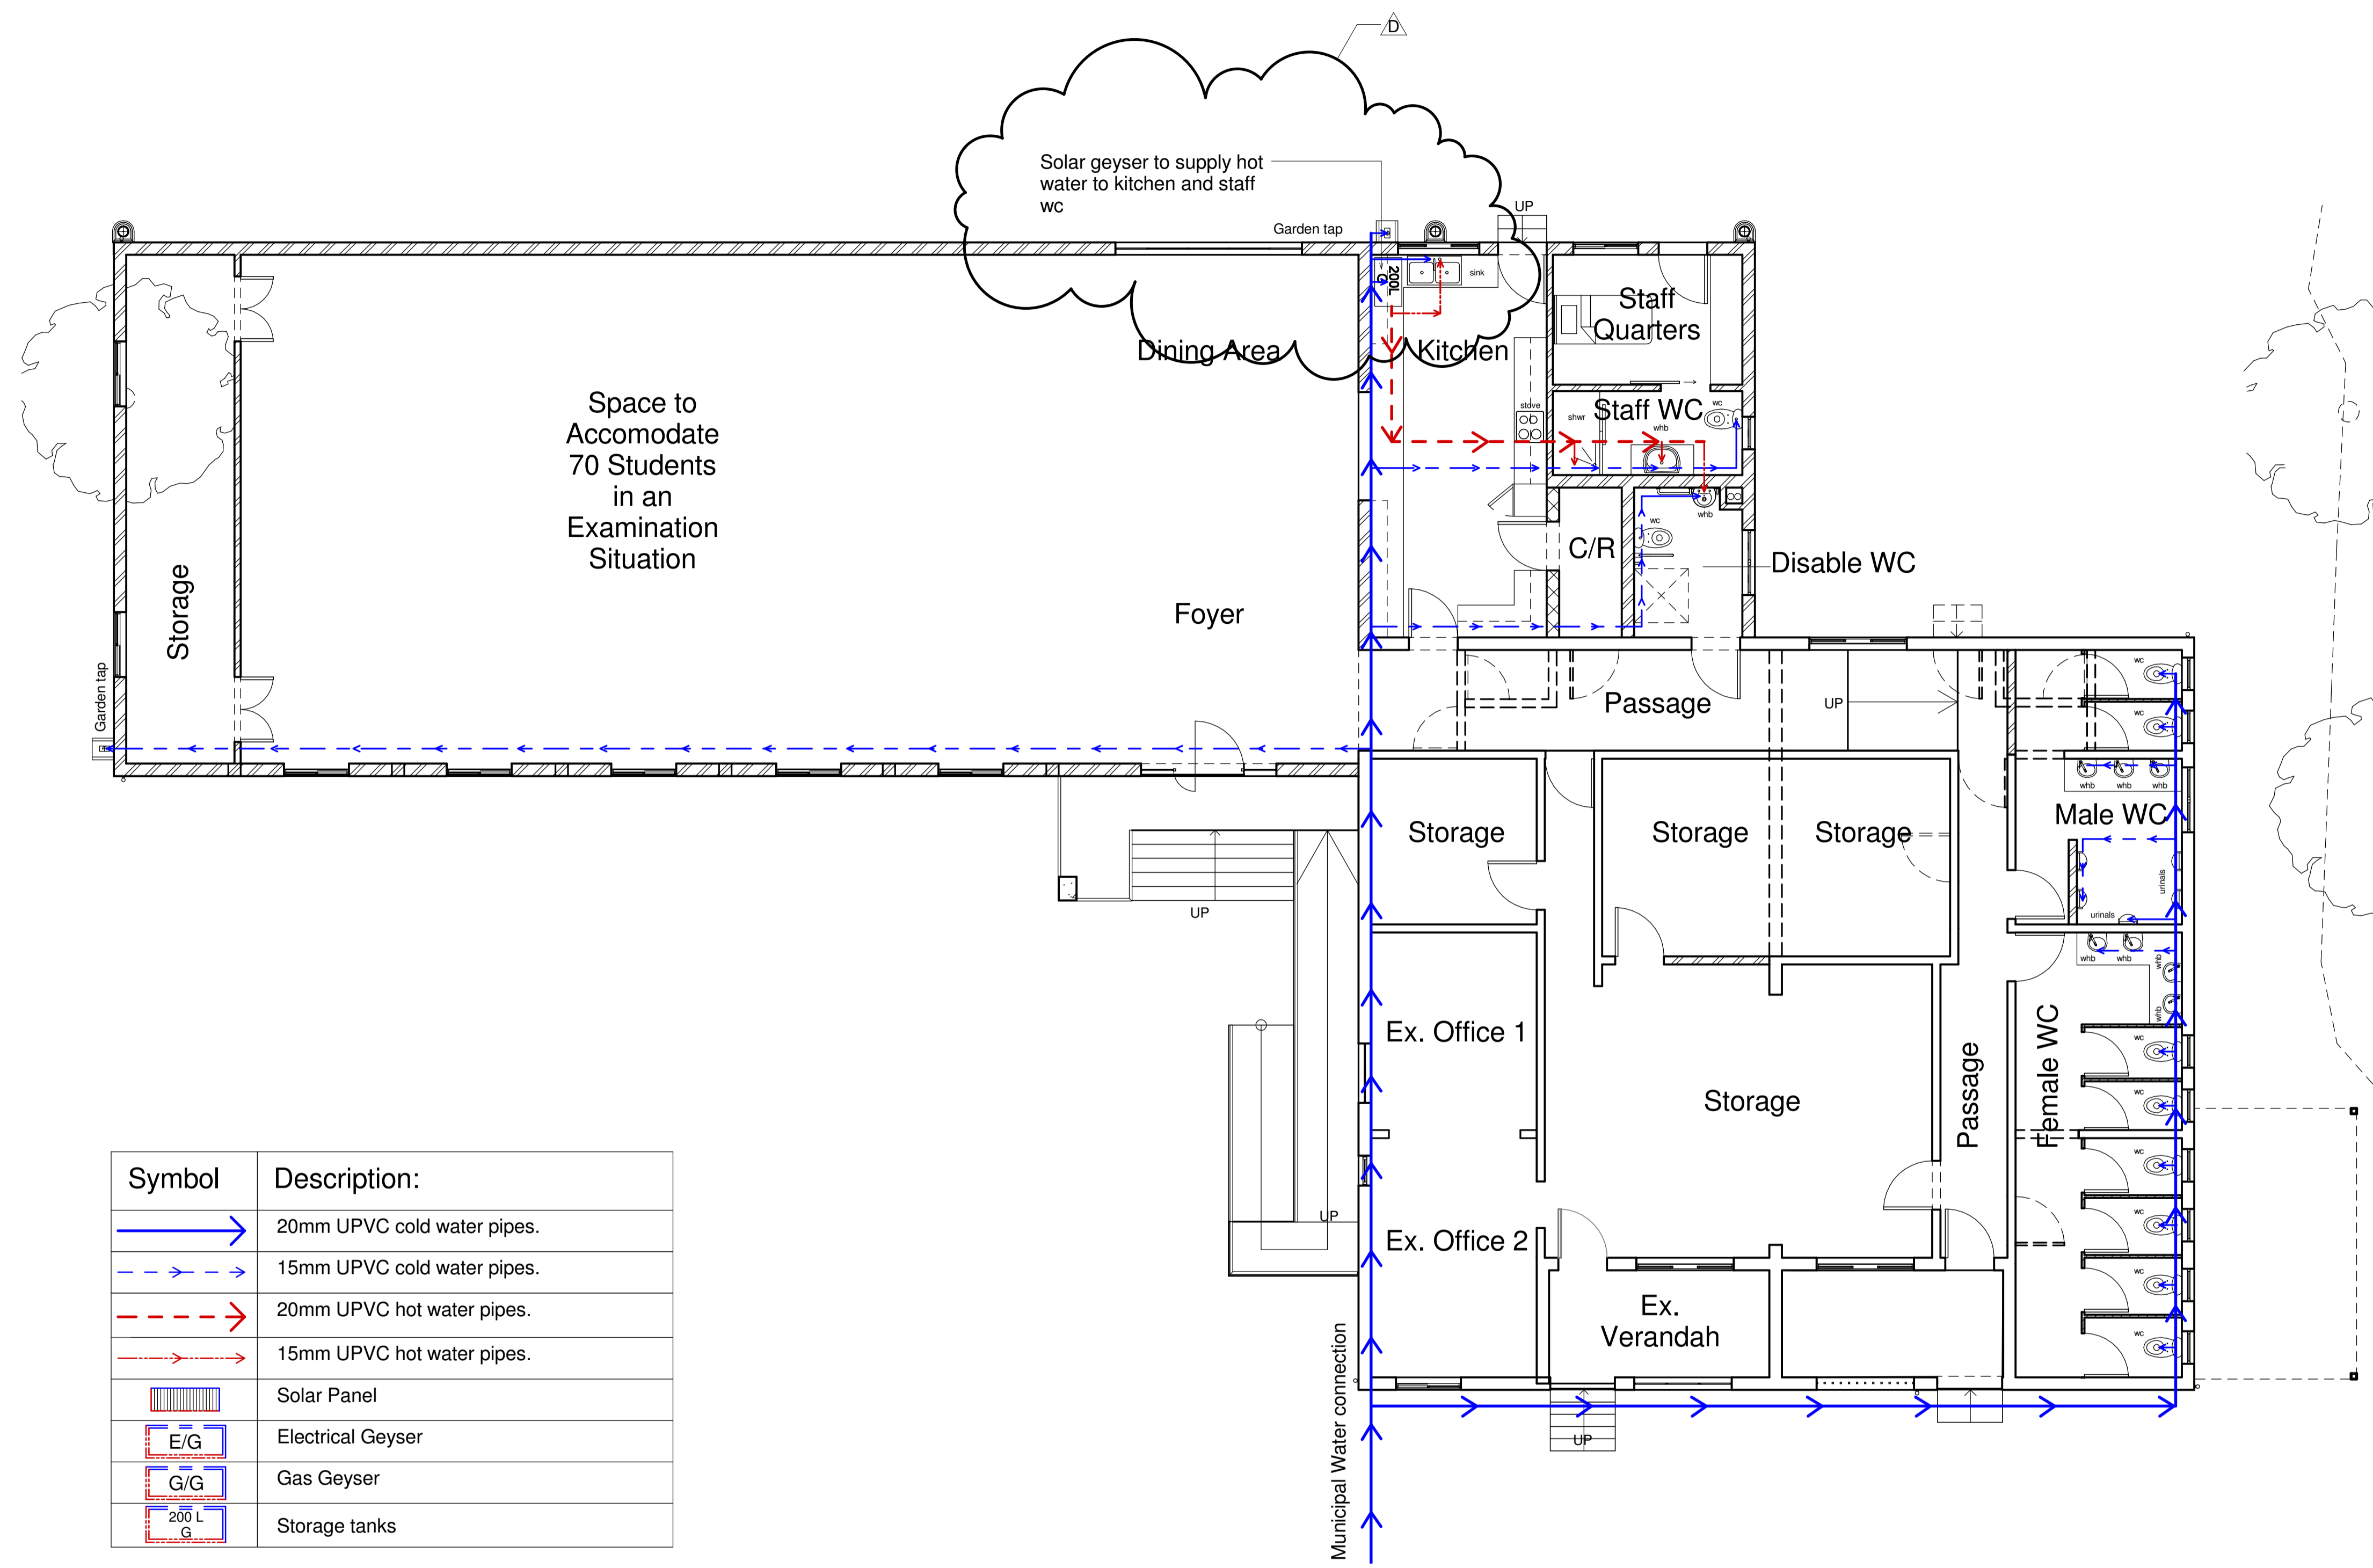 D
Solar geyser to supply hot
water to kitchen and staff
wc
UP
Garden tap
200L
G
sink
Staff
Quarters
Dining Area
Kitchen
Space to
Accomodate
70 Students
in an
Examination
Situation
stove
shwr
Staff WC
whb
wc
whb
wc
C/R
Disable WC
Storage
Foyer
Garden tap
Passage
UP
wc
wc
whb
whb
whb
Male WC
Storage
Storage
Storage
urinals
urinals
UP
whb
whb
whb
whb
Ex. Office 1
Female WC
wc
Passage
Storage
wc
wc
wc
wc
wc
UP
Ex. Office 2
Ex.
Verandah
UP
Municipal Water connection
Symbol
Description:
20mm UPVC cold water pipes.
15mm UPVC cold water pipes.
20mm UPVC hot water pipes.
15mm UPVC hot water pipes.
Solar Panel
E/G
Electrical Geyser
G/G
Gas Geyser
200 L
G
Storage tanks